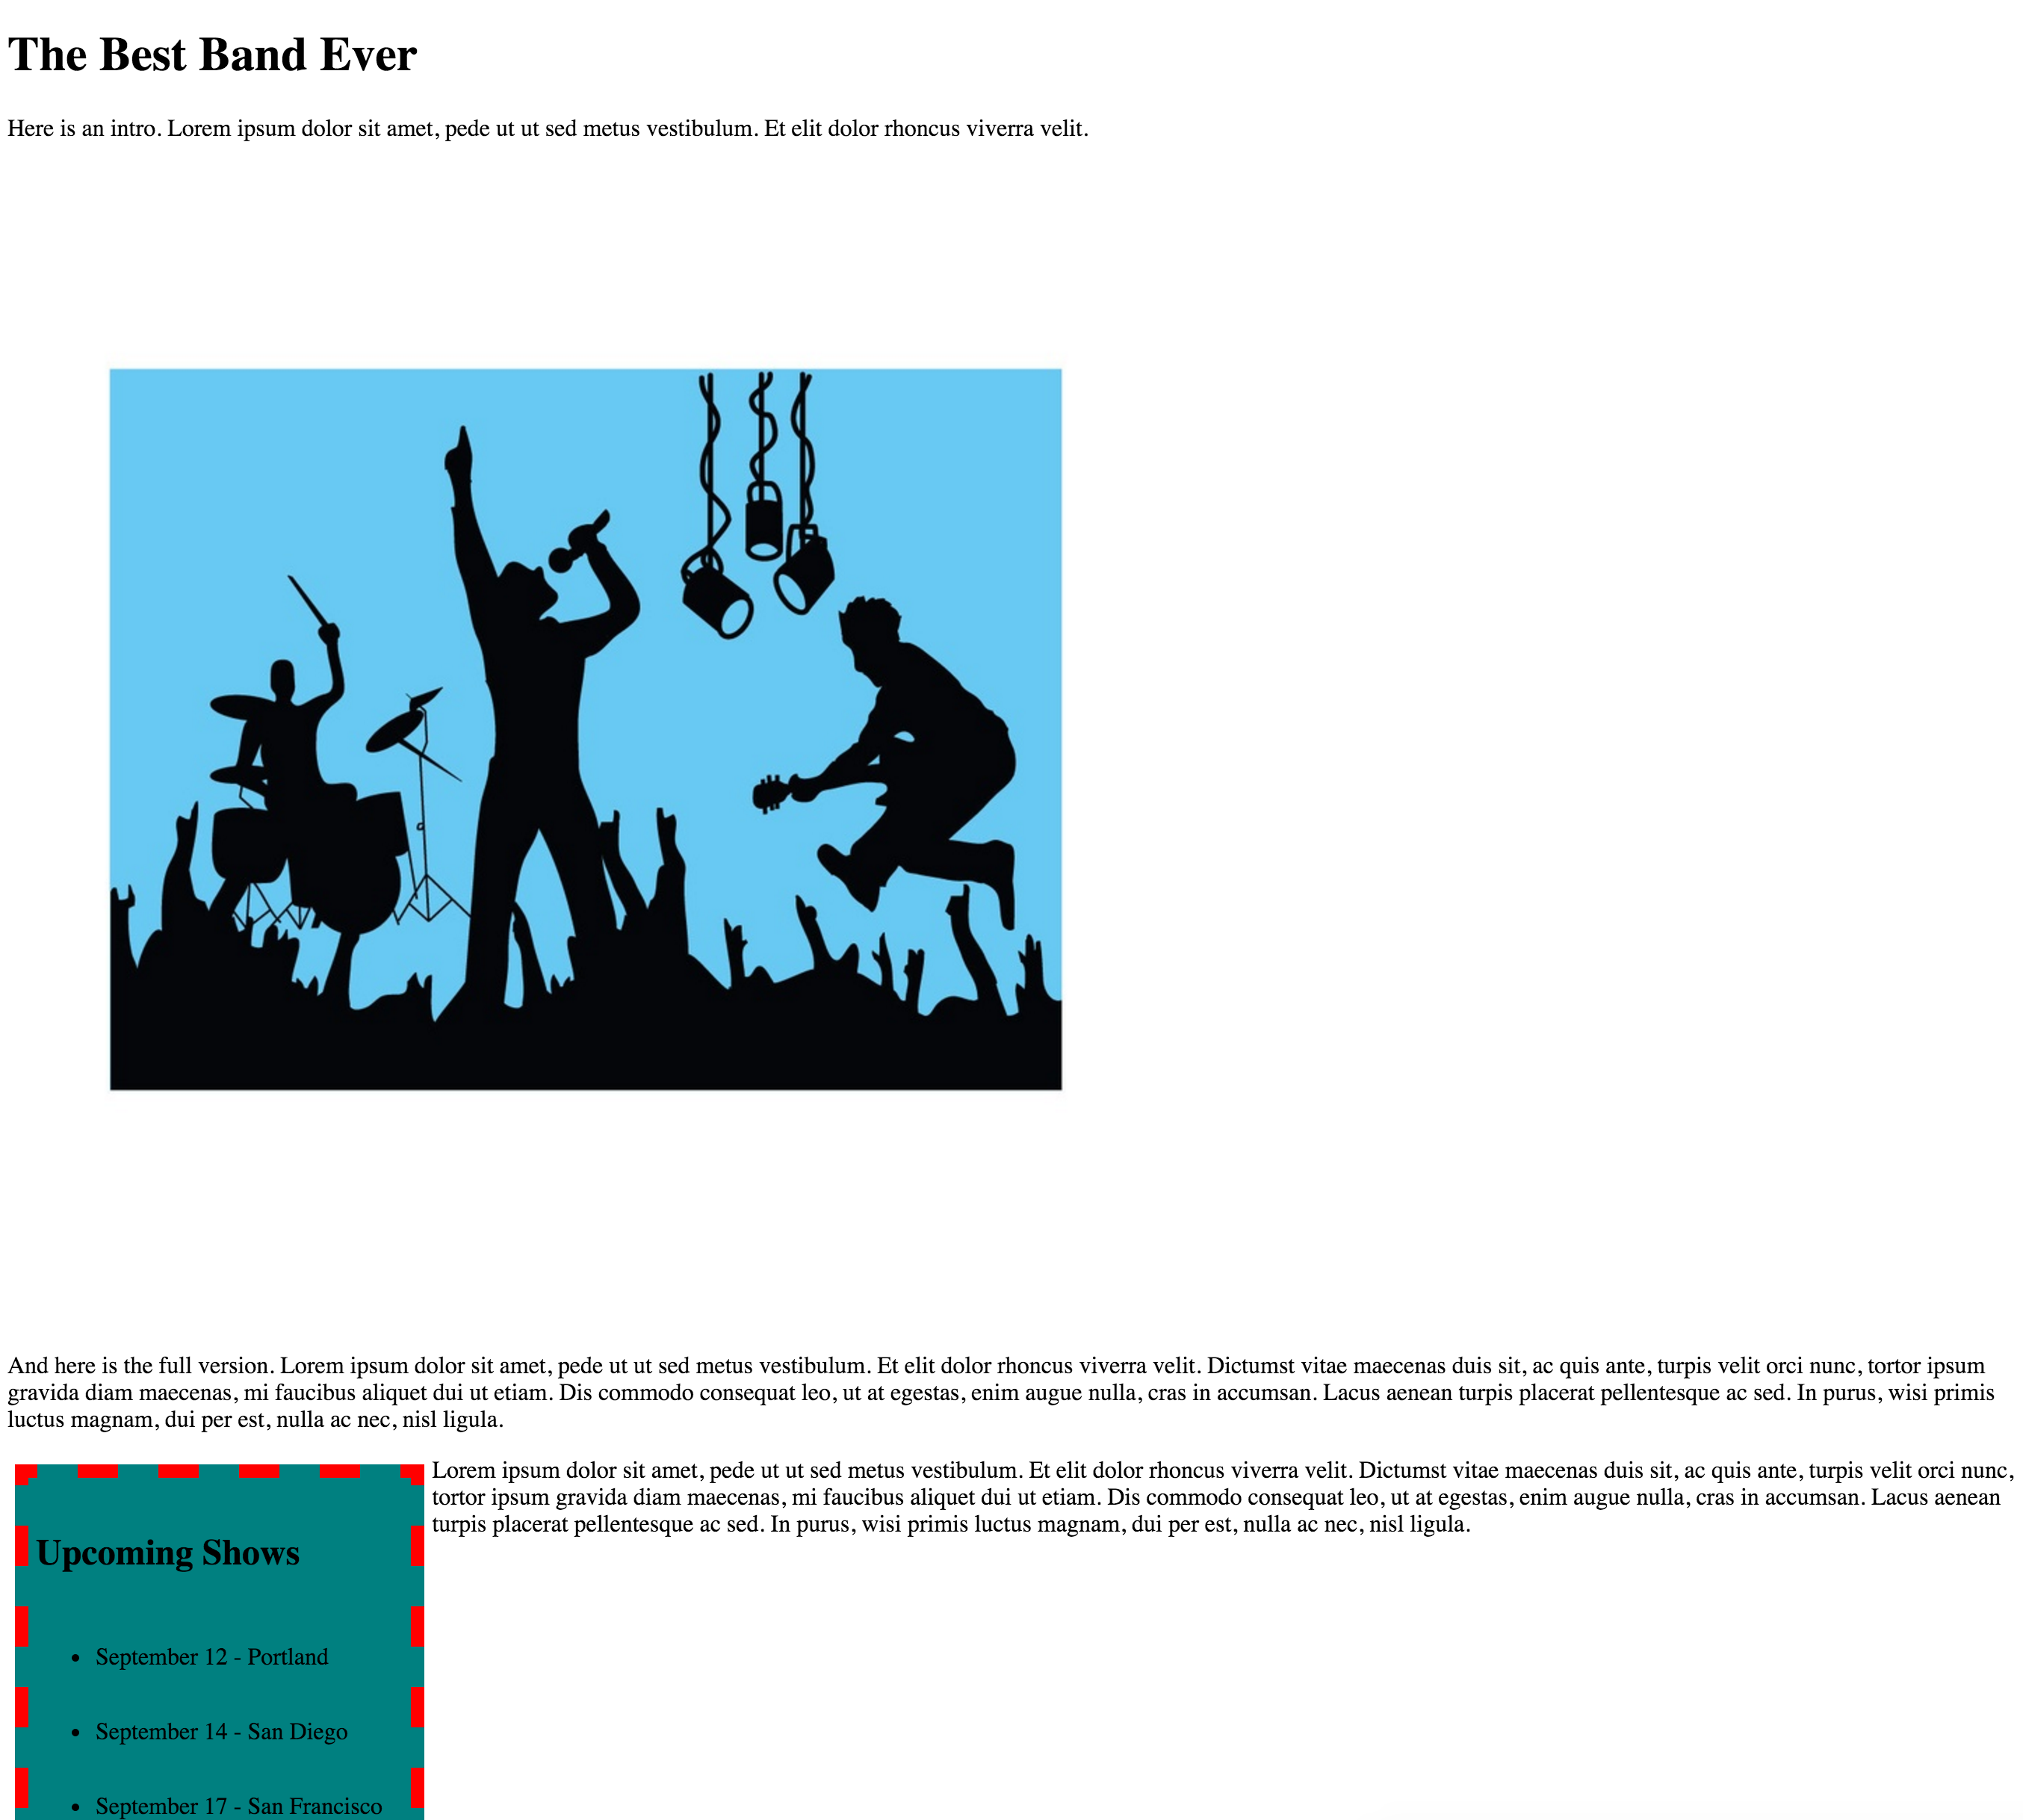 The Best Band Ever
Here is an intro. Lorem ipsum dolor sit amet, pede ut ut sed metus vestibulum. Et elit dolor rhoncus viverra velit.
And here is the full version. Lorem ipsum dolor sit amet, pede ut ut sed metus vestibulum. Et elit dolor rhoncus viverra velit. Dictumst vitae maecenas duis sit, ac quis ante, turpis velit orci nunc, tortor ipsum
gravida diam maecenas, mi faucibus aliquet dui ut etiam. Dis commodo consequat leo, ut at egestas, enim augue nulla, cras in accumsan. Lacus aenean turpis placerat pellentesque ac sed. In purus, wisi primis
luctus magnam, dui per est, nulla ac nec, nisl ligula.
Lorem ipsum dolor sit amet, pede ut ut sed metus vestibulum. Et elit dolor rhoncus viverra velit. Dictumst vitae maecenas duis sit, ac quis ante, turpis velit orci nunc,
tortor ipsum gravida diam maecenas, mi faucibus aliquet dui ut etiam. Dis commodo consequat leo, ut at egestas, enim augue nulla, cras in accumsan. Lacus aenean
turpis placerat pellentesque ac sed. In purus, wisi primis luctus magnam, dui per est, nulla ac nec, nisl ligula.
Upcoming Shows
• September 12 - Portland
• September 14 - San Diego
• September 17 - San Francisco